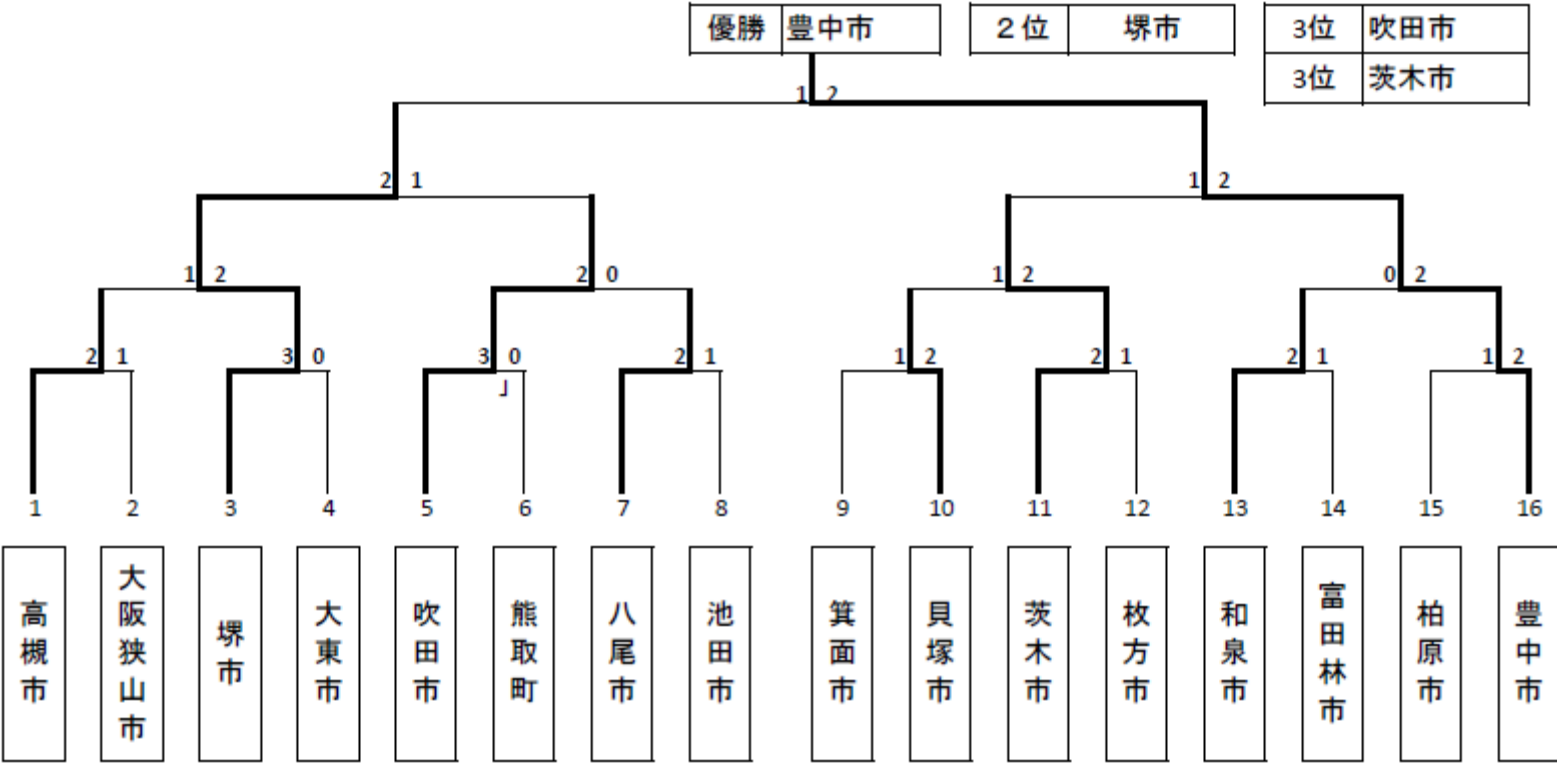 優勝 豊中市 ２位 堺市 3位 吹田市
3位 茨木市
1 2
2 1 1 2
1 2 2 0 1 2 0 2
2 1 3 0 3 0 2 1 1 2 2 1 2 1 1 2
」
1 2 3 4 5 6 7 8 9 10 11 12 13 14 15 16
高槻市
大阪狭山市
堺市
大東市
吹田市
熊取町
八尾市
池田市
箕面市
貝塚市
茨木市
枚方市
和泉市
富田林市
柏原市
豊中市